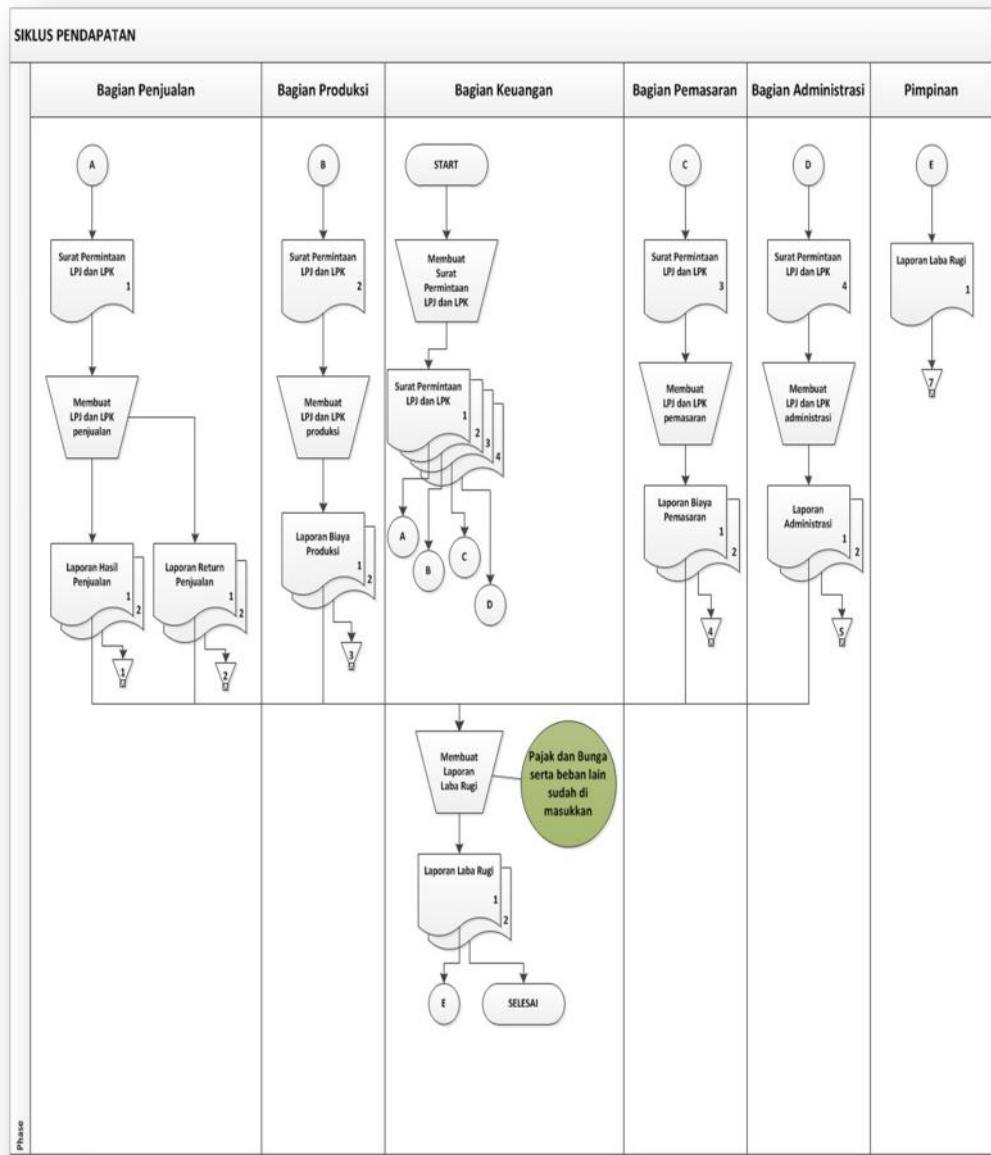 SIKLUS PENDAPATAN
Bagian Penjualan
Bagian Produksi
Bagian Keuangan
Bagian Pemasaran
Bagian Administrasi
Pimpinan
A
Surat Permintaan
LPJ dan LPK
1
Membuat
LPJ dan LPK
penjualan
Laporan Hasil
Penjualan
1
2
1
Laporan Return
Penjualan
1
2
2
B
Surat Permintaan
LPJ dan LPK
2
Membuat
LPJ dan LPK
produksi
Laporan Biaya
Produksi
1
2
3
START
Membuat
Surat
Permintaan
LPJ dan LPK
Surat Permintaan
LPJ dan LPK
1
2
3
4
A
B
C
D
Membuat
Laporan
Laba Rugi
Pajak dan Bunga
serta beban lain
sudah di
masukkan
Laporan Laba Rugi
1
2
E
SELESAI
C
Surat Permintaan
LPJ dan LPK
3
Membuat
LPJ dan LPK
pemasaran
Laporan Biaya
Pemasaran
1
2
4
D
Surat Permintaan
LPJ dan LPK
4
Membuat
LPJ dan LPK
administrasi
Laporan
Administrasi
1
2
5
E
Laporan Laba Rugi
1
7
Phase